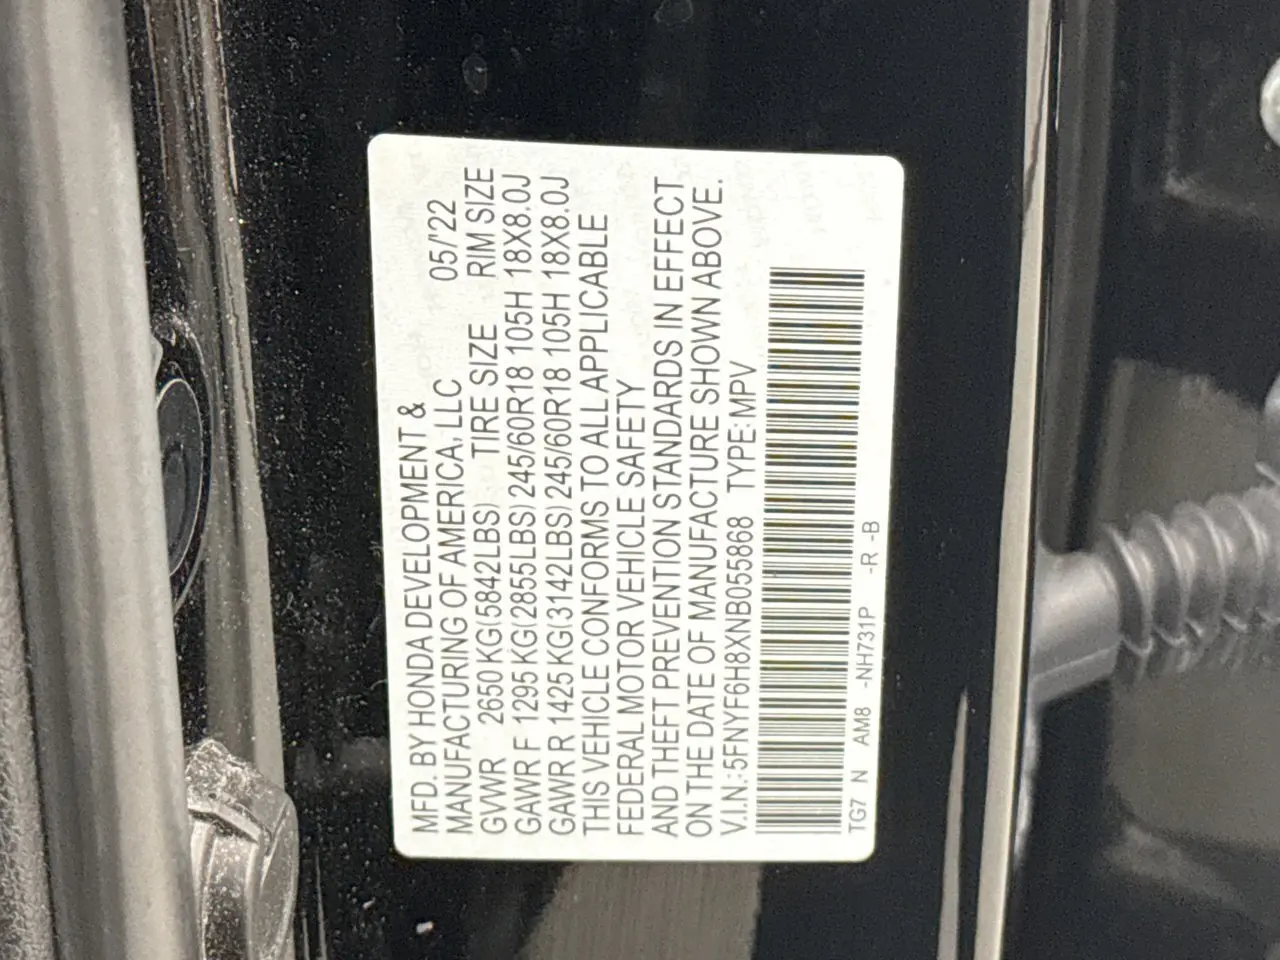 MFD. BY HONDA DEVELOPMENT &
MANUFACTURING OF AMERICA, LLC 05/'22
GVWR 2650 KG(5842LBS) TIRE SIZE RIM SIZE
GAWR F 1295 KG(2855LBS) 245/60R18 105H 18X8.0J
GAWR R 1425 KG(3142LBS) 245/60R18 105H 18X8.0J
THIS VEHICLE CONFORMS TO ALL APPLICABLE
FEDERAL MOTOR VEHICLE SAFETY
AND THEFT PREVENTION STANDARDS IN EFFECT
ON THE DATE OF MANUFACTURE SHOWN ABOVE.
V.I.N.: 5FNYF6H8XNB055868 TYPE: MPV
TG7 N AM8 -NH731P -R -B